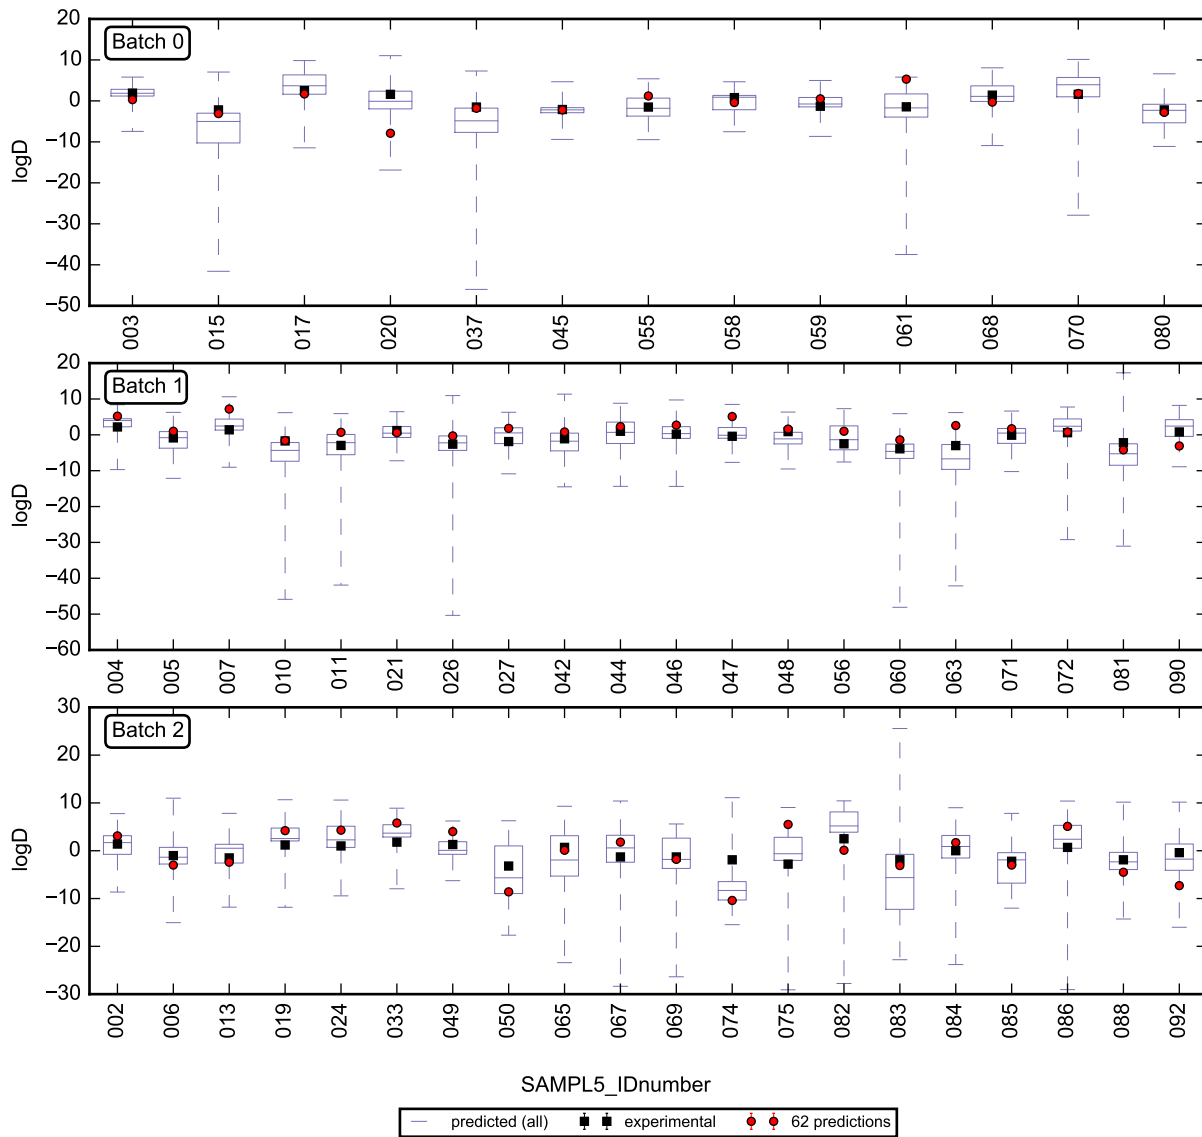 20
Batch 0
10
0
−10
−20
−30
−40
−50
logD
003 015 017 020 037 045 055 058 059 061 068 070 080
20
Batch 1
10
0
−10
−20
−30
−40
−50
−60
logD
004 005 007 010 011 021 026 027 042 044 046 047 048 056 060 063 071 072 081 090
30
Batch 2
20
10
0
−10
−20
−30
logD
002 006 013 019 024 033 049 050 065 067 069 074 075 082 083 084 085 086 088 092
SAMPL5_IDnumber
predicted (all) experimental 62 predictions